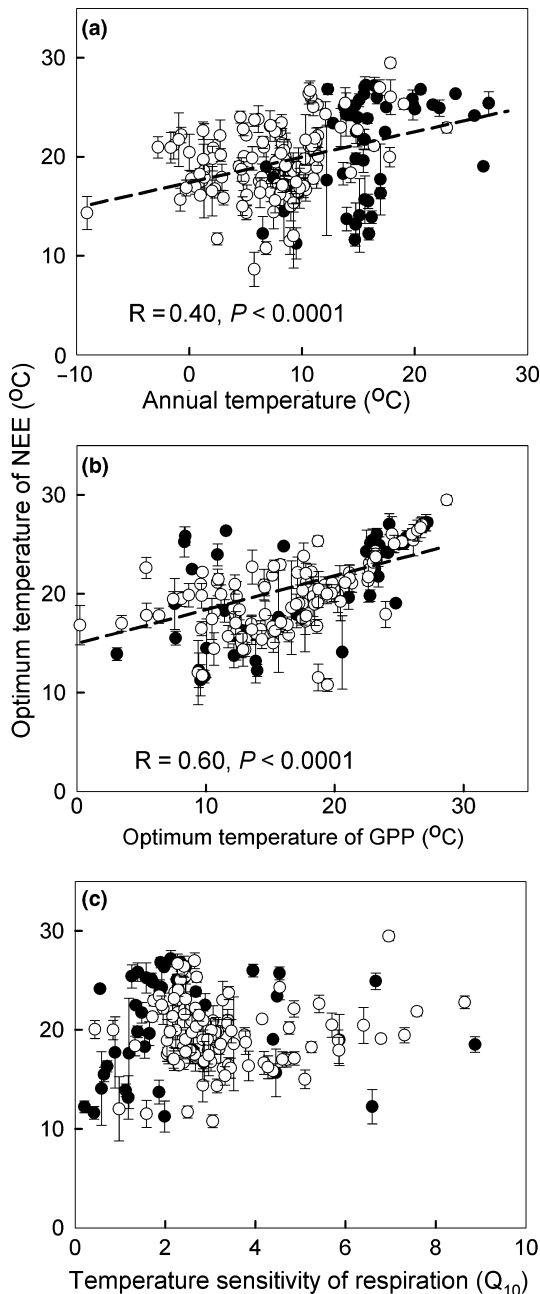 (a)
30
20
10
0
−10 0 10 20 30
R = 0.40, P < 0.0001
Annual temperature (°C)
Optimum temperature of NEE (°C)
(b)
30
20
10
0
0 10 20 30
R = 0.60, P < 0.0001
Optimum temperature of GPP (°C)
(c)
30
20
10
0
0 2 4 6 8 10
Temperature sensitivity of respiration (Q10)